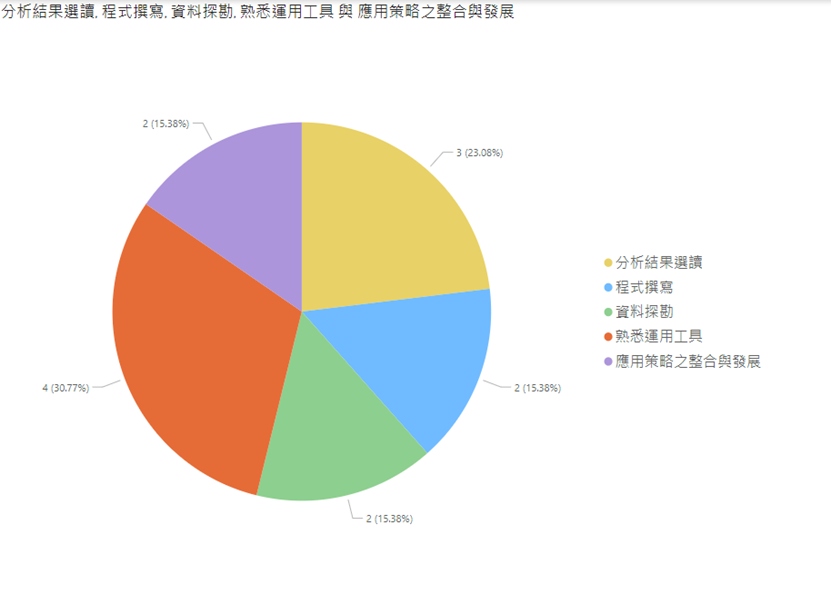 分析結果選讀, 程式撰寫, 資料探勘, 熟悉運用工具 與 應用策略之整合與發展
2 (15.38%)
3 (23.08%)
分析結果選讀
程式撰寫
資料探勘
熟悉運用工具
應用策略之整合與發展
4 (30.77%)
2 (15.38%)
2 (15.38%)